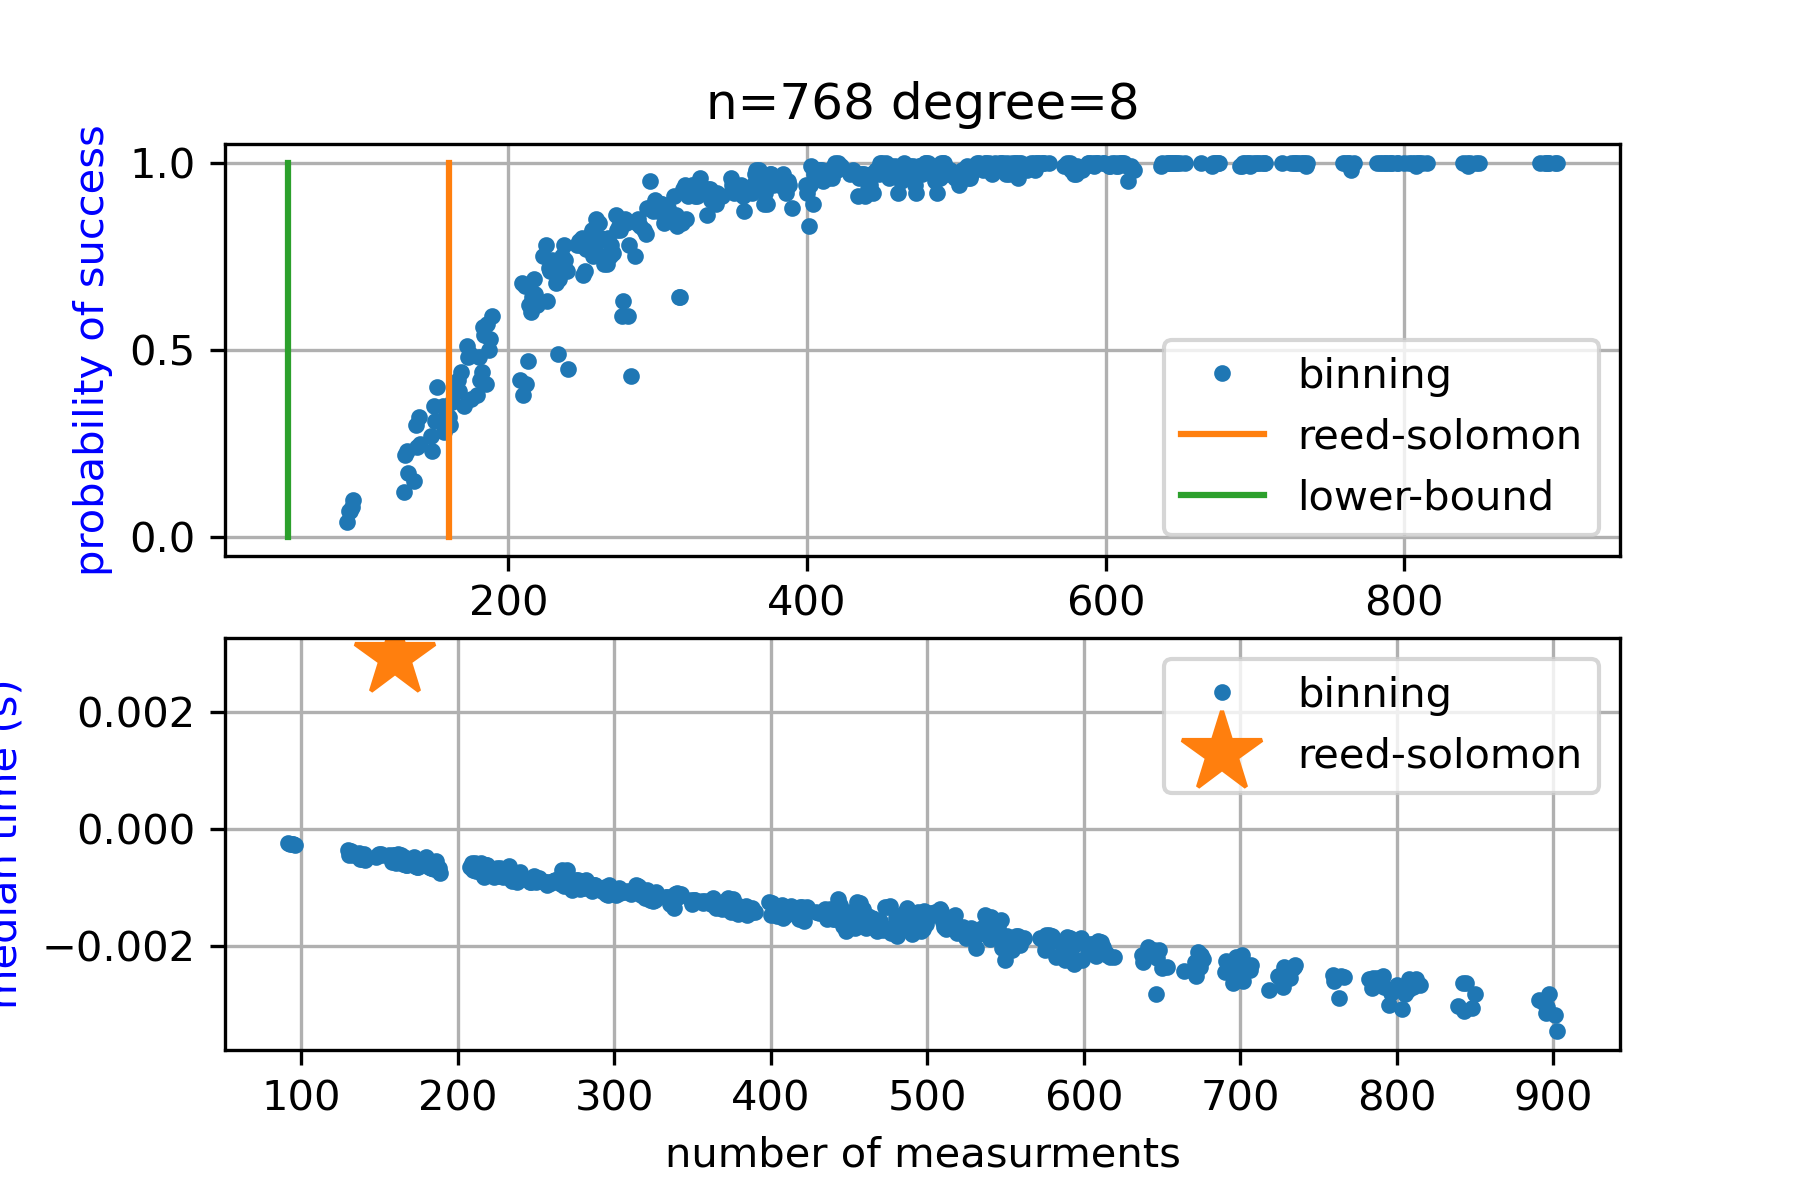 n=768 degree=8
probability of success
1.0
0.5
0.0
binning
reed-solomon
lower-bound
200
400
600
800
median time (s)
0.002
0.000
−0.002
binning
reed-solomon
100
200
300
400
500
600
700
800
900
number of measurments